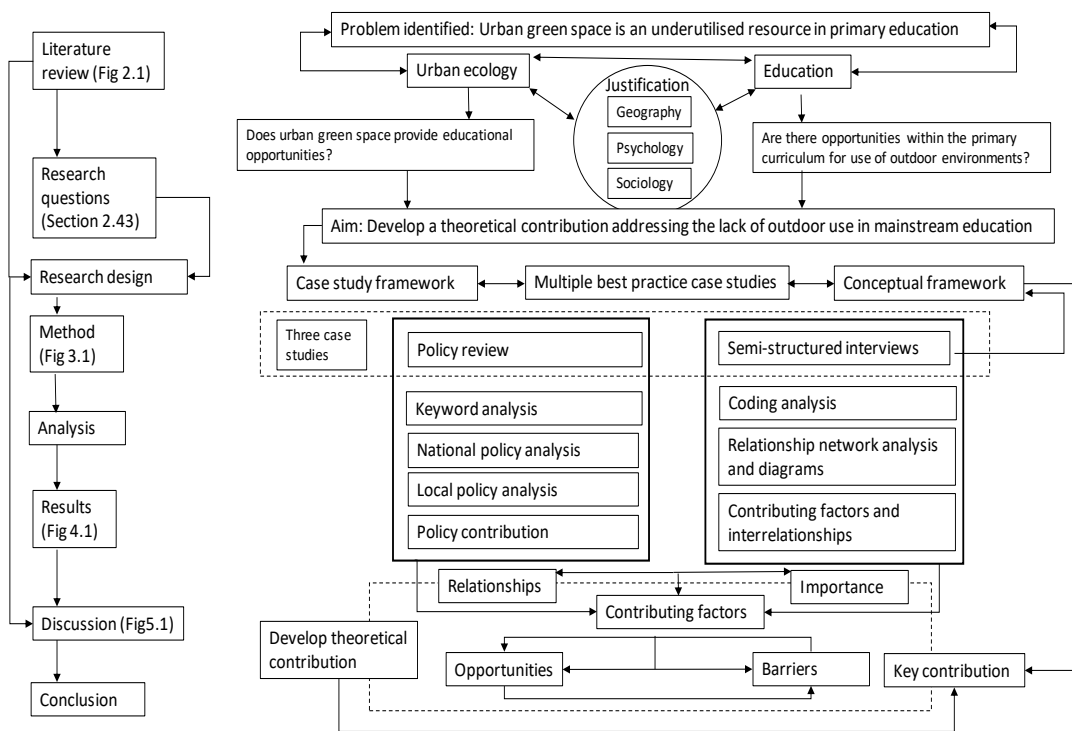 Literature
review (Fig 2.1)
Research
questions
(Section 2.43)
Research design
Method
(Fig 3.1)
Analysis
Results
(Fig 4.1)
Discussion (Fig5.1)
Conclusion
Problem identified: Urban green space is an underutilised resource in primary education
Urban ecology
Education
Justification
Geography
Psychology
Sociology
Does urban green space provide educational
opportunities?
Are there opportunities within the primary
curriculum for use of outdoor environments?
Aim: Develop a theoretical contribution addressing the lack of outdoor use in mainstream education
Case study framework
Multiple best practice case studies
Conceptual framework
Three case
studies
Policy review
Keyword analysis
National policy analysis
Local policy analysis
Policy contribution
Semi-structured interviews
Coding analysis
Relationship network analysis
and diagrams
Contributing factors and
interrelationships
Relationships
Importance
Contributing factors
Develop theoretical
contribution
Opportunities
Barriers
Key contribution